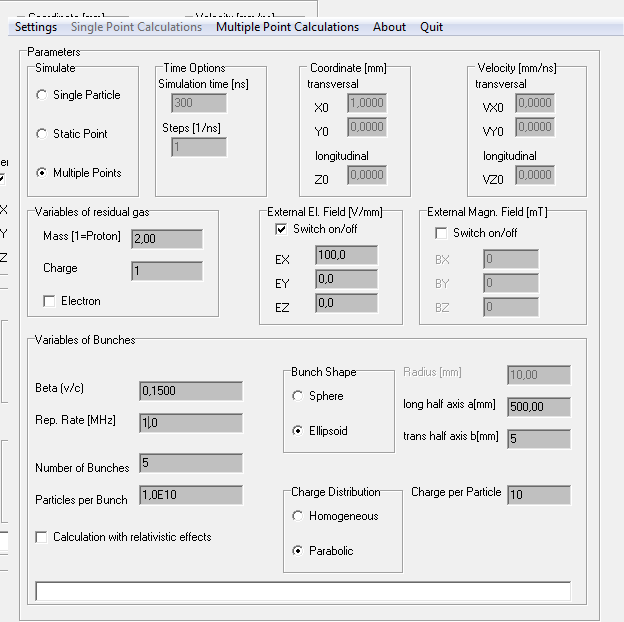 Settings Single Point Calculations Multiple Point Calculations About Quit
Parameters
Simulate
Single Particle
Static Point
Multiple Points
Time Options
Simulation time [ns]
300
Steps [1/ns]
1
Coordinate [mm]
transversal
X0 1,0000
Y0 0,0000
longitudinal
Z0 0,0000
Velocity [mm/ns]
transversal
VX0 0,0000
VY0 0,0000
longitudinal
VZ0 0,0000
Variables of residual gas
Mass [1=Proton] 2,00
Charge 1
Electron
External El. Field [V/mm]
Switch on/off
EX 100,0
EY 0,0
EZ 0,0
External Magn. Field [mT]
Switch on/off
BX 0
BY 0
BZ 0
Variables of Bunches
Beta (v/c) 0,1500
Rep. Rate [MHz] 1,0
Number of Bunches 5
Particles per Bunch 1,0E10
Calculation with relativistic effects
Bunch Shape
Sphere
Ellipsoid
Radius [mm] 10,00
long half axis a[mm] 500,00
trans half axis b[mm] 5
Charge Distribution
Homogeneous
Parabolic
Charge per Particle 10